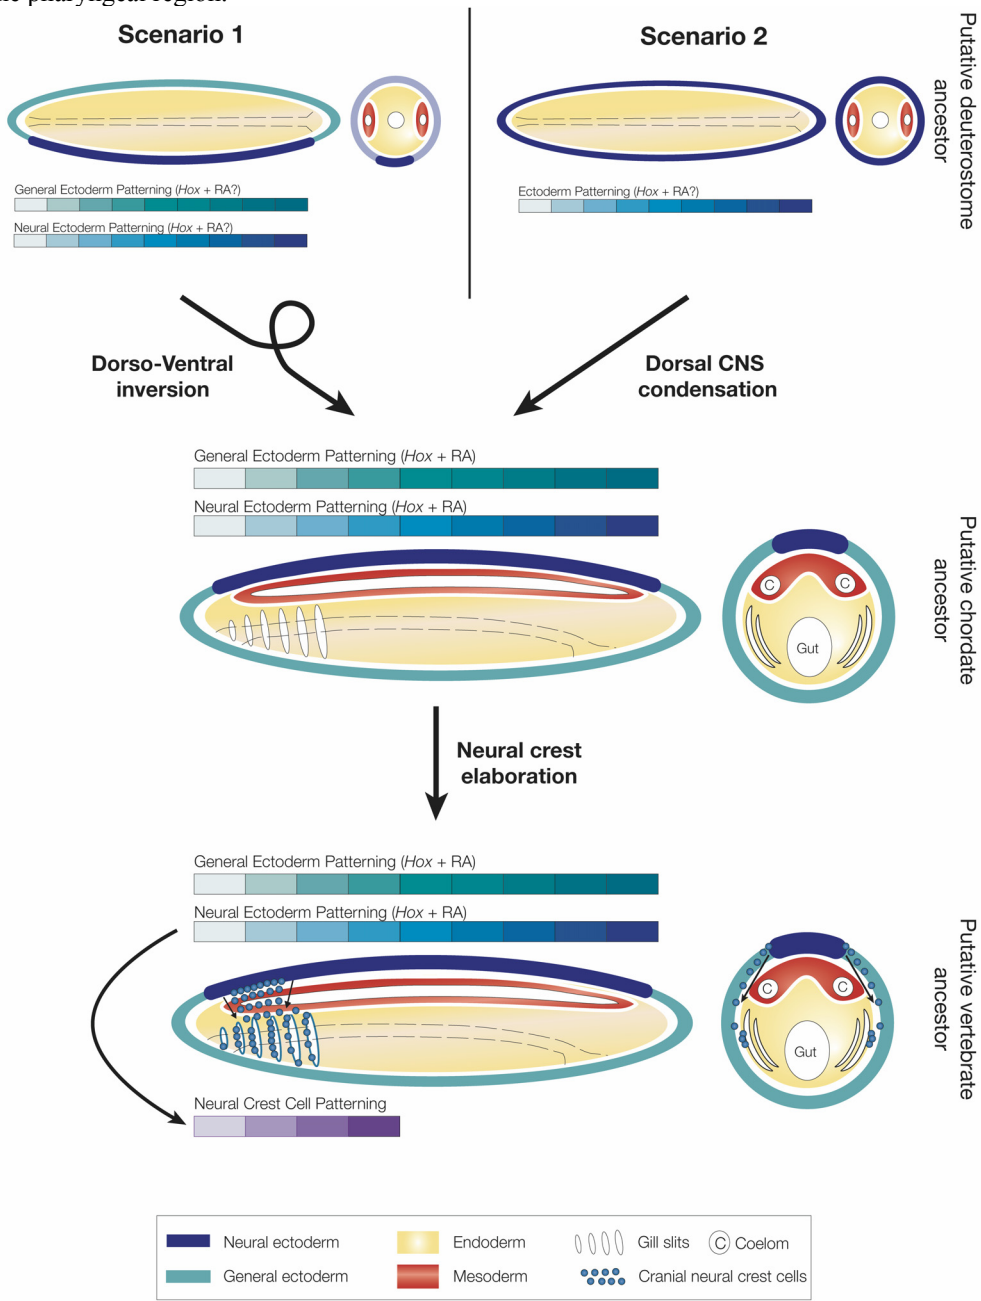 pharyngeal region.
Scenario 1
Scenario 2
Putative deuterostome
ancestor
General Ectoderm Patterning (Hox + RA?)
Neural Ectoderm Patterning (Hox + RA?)
Ectoderm Patterning (Hox + RA?)
Dorso-Ventral
inversion
Dorsal CNS
condensation
General Ectoderm Patterning (Hox + RA)
Neural Ectoderm Patterning (Hox + RA)
C
C
Gut
Putative chordate
ancestor
Neural crest
elaboration
General Ectoderm Patterning (Hox + RA)
Neural Ectoderm Patterning (Hox + RA)
C
C
Gut
Putative vertebrate
ancestor
Neural Crest Cell Patterning
Neural ectoderm
Endoderm
Gill slits
C Coelom
General ectoderm
Mesoderm
Cranial neural crest cells